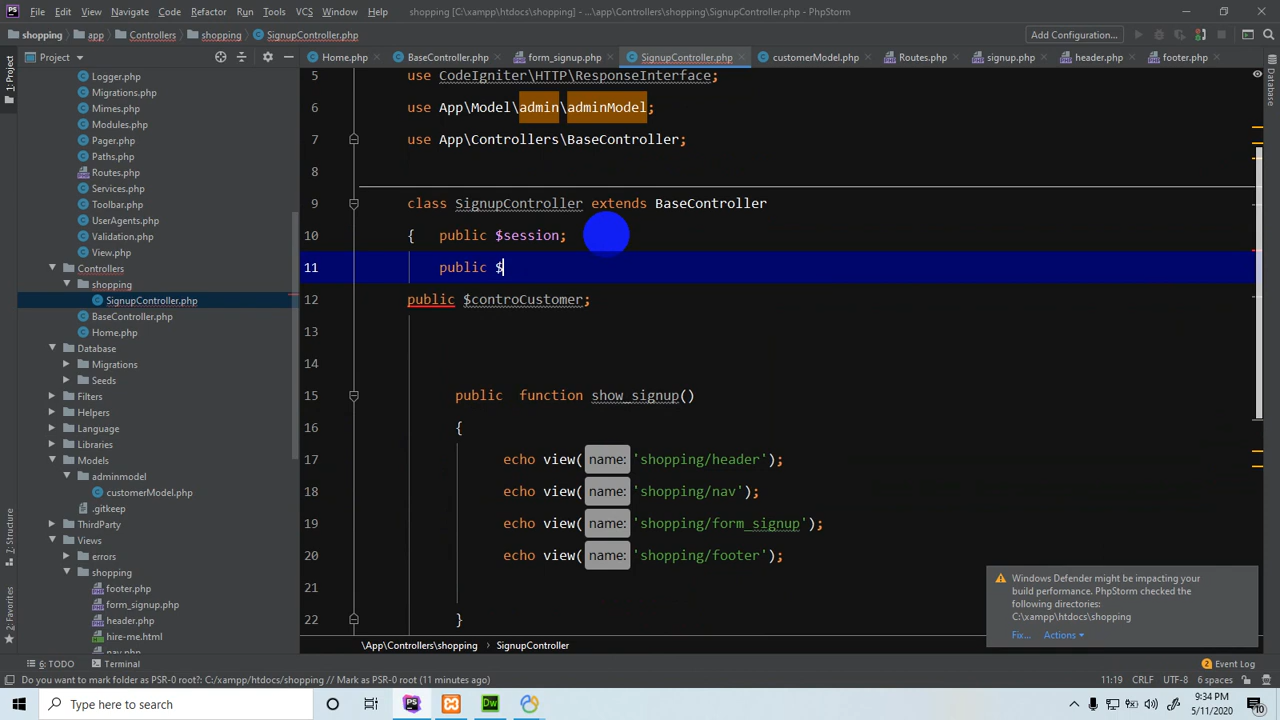 File Edit View Navigate Code Refactor Run Tools VCS Window Help shopping [C:\xampp\htdocs\shopping] - ...\app\Controllers\shopping\SignupController.php - PhpStorm
shopping app Controllers shopping SignupController.php Add Configuration...
Project
Home.php BaseController.php form_signup.php SignupController.php customerModel.php Routes.php signup.php header.php footer.php
1: Project
7: Structure
2: Favorites
Database
Logger.php
Migrations.php
Mimes.php
Modules.php
Pager.php
Paths.php
Routes.php
Services.php
Toolbar.php
UserAgents.php
Validation.php
View.php
Controllers
shopping
SignupController.php
BaseController.php
Home.php
Database
Migrations
Seeds
Filters
Helpers
Language
Libraries
Models
adminmodel
customerModel.php
.gitkeep
ThirdParty
Views
errors
shopping
footer.php
form_signup.php
header.php
hire-me.html
nav.php
5 use CodeIgniter\HTTP\ResponseInterface;
6 use App\Model\admin\adminModel;
7 use App\Controllers\BaseController;
8
9 class SignupController extends BaseController
10 { public $session;
11 public $
12 public $controCustomer;
13
14
15 public function show_signup()
16 {
17 echo view( name: 'shopping/header');
18 echo view( name: 'shopping/nav');
19 echo view( name: 'shopping/form_signup');
20 echo view( name: 'shopping/footer');
21
22 }
Windows Defender might be impacting your
build performance. PhpStorm checked the
following directories:
C:\xampp\htdocs\shopping
Fix... Actions
\App\Controllers\shopping SignupController
6: TODO Terminal 2 Event Log
Do you want to mark folder as PSR-0 root?: C:/xampp/htdocs/shopping // Mark as PSR-0 root (11 minutes ago) 11:19 CRLF UTF-8 6 spaces
Type here to search
9:34 PM
5/11/2020
10